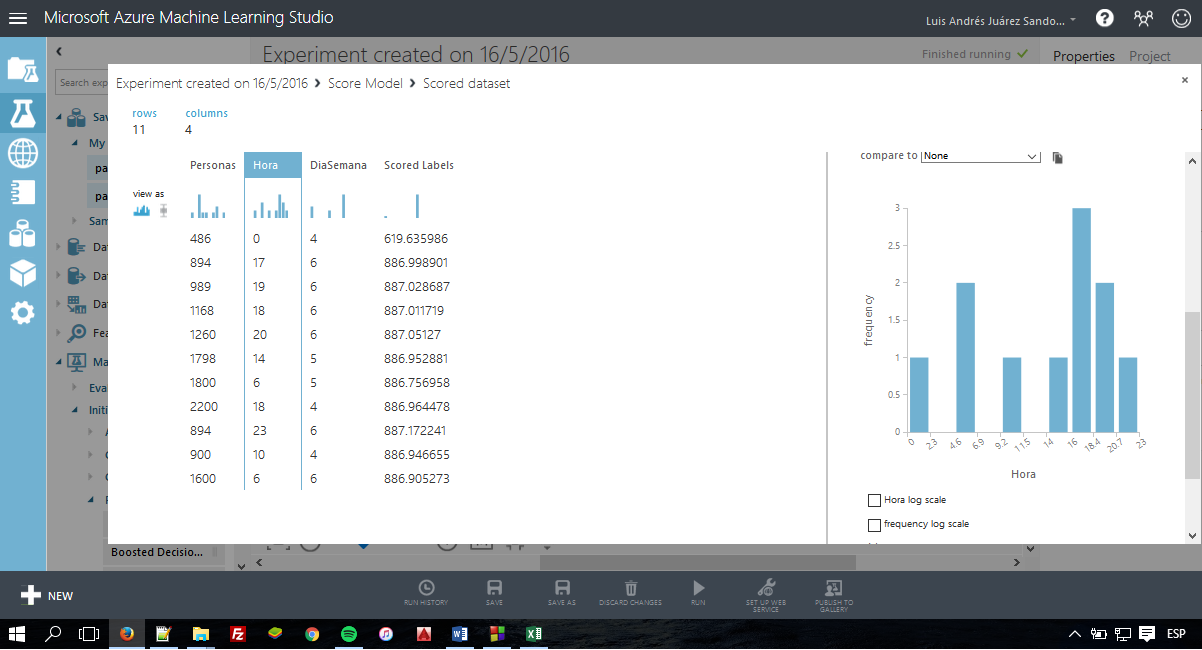 Microsoft Azure Machine Learning Studio
Luis Andrés Juárez Sando...
Experiment created on 16/5/2016
Finished running
Properties Project
Search exp
Experiment created on 16/5/2016 > Score Model > Scored dataset
rows columns
11 4
Sav
My
pa
pa
Sam
Dat
Dat
Dat
Fea
Ma
Eval
Initi
Boosted Decisio...
Personas Hora DiaSemana Scored Labels
view as
486 0 4 619.635986
894 17 6 886.998901
989 19 6 887.028687
1168 18 6 887.011719
1260 20 6 887.05127
1798 14 5 886.952881
1800 6 5 886.756958
2200 18 4 886.964478
894 23 6 887.172241
900 10 4 886.946655
1600 6 6 886.905273
compare to None
frequency
3
2.5
2
1.5
1
0.5
0
0 2.3 4.6 6.9 9.2 11.5 14 16 18.4 20.7 23
Hora
Hora log scale
frequency log scale
NEW
RUN HISTORY
SAVE
SAVE AS
DISCARD CHANGES
RUN
SET UP WEB
SERVICE
PUBLISH TO
GALLERY
ESP